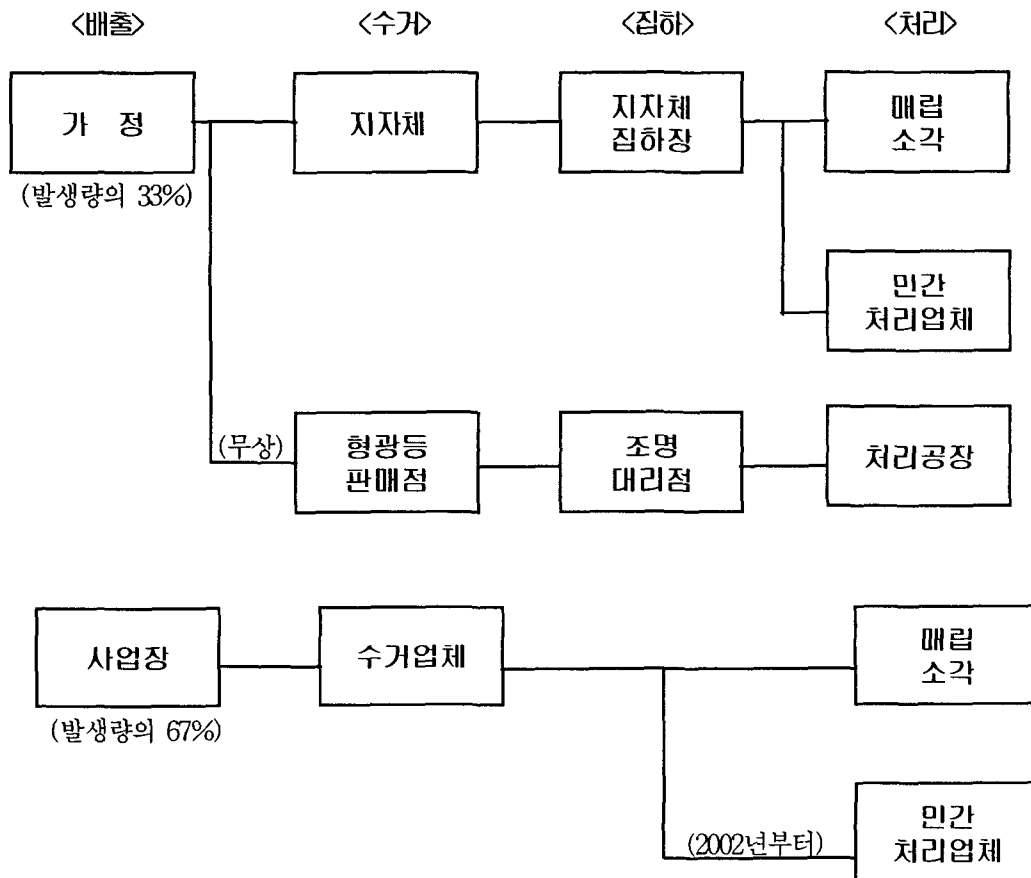 <배출> <수거> <집하> <처리>
가 정
지자체
지자체
집하장
매립
소각
(발생량의 33%)
민간
처리업체
(무상)
형광등
판매점
조명
대리점
처리공장
사업장
수거업체
매립
소각
(발생량의 67%)
(2002년부터)
민간
처리업체